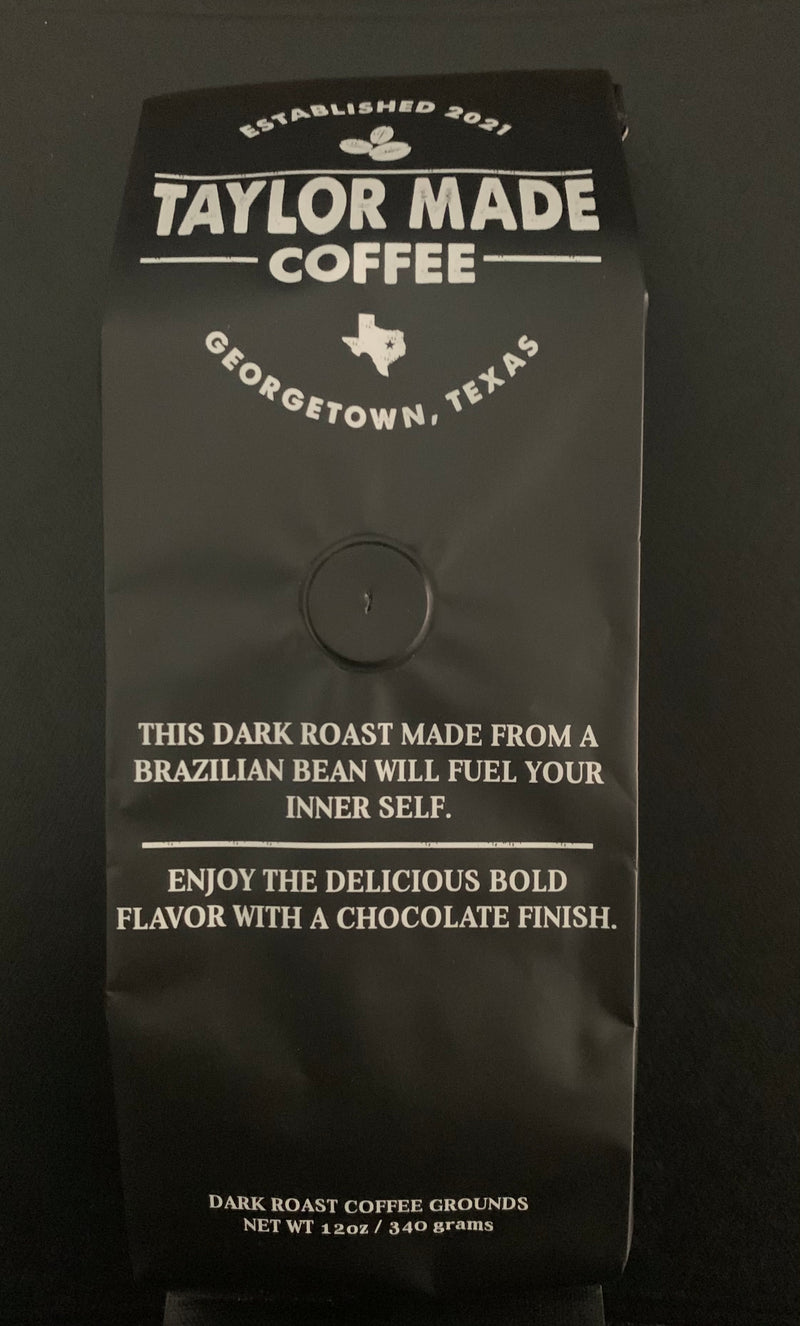 ESTABLISHED 2021
TAYLOR MADE
COFFEE
GEORGETOWN, TEXAS
THIS DARK ROAST MADE FROM A
BRAZILIAN BEAN WILL FUEL YOUR
INNER SELF.
ENJOY THE DELICIOUS BOLD
FLAVOR WITH A CHOCOLATE FINISH.
DARK ROAST COFFEE GROUNDS
NET WT 12oz / 340 grams